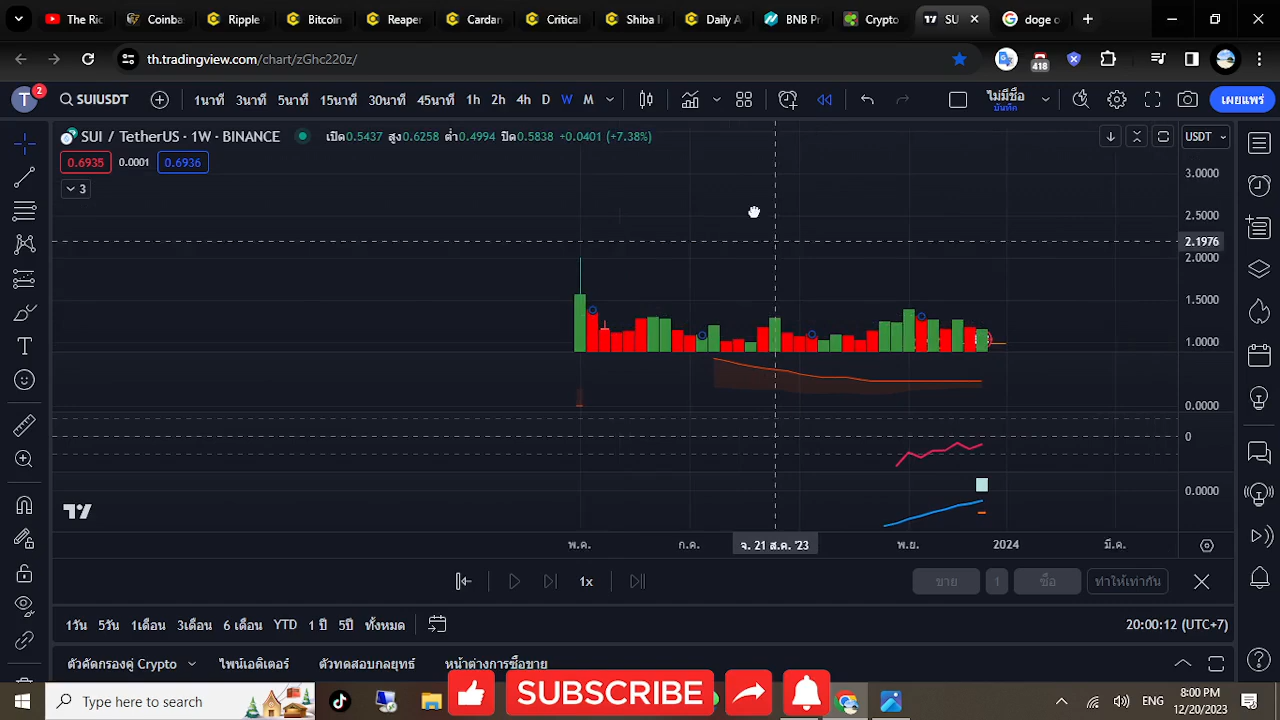 The Ric
Coinba
Ripple
Bitcoin
Reaper
Cardan
Critical
Shiba I
Daily A
BNB Pr
Crypto
SU
doge c
th.tradingview.com/chart/zGhc220z/
418
T
2
SUIUSDT
1นาที
3นาที
5นาที
15นาที
30นาที
45นาที
1h
2h
4h
D
W
M
ไม่มีชื่อ
บันทึก
เผยแพร่
SUI / TetherUS · 1W · BINANCE
เปิด0.5437 สูง0.6258 ต่ำ0.4994 ปิด0.5838 +0.0401 (+7.38%)
USDT
0.6935
0.0001
0.6936
3
3.0000
2.5000
2.1976
2.0000
1.5000
1.0000
0.0000
0
0.0000
พ.ค.
ก.ค.
จ. 21 ส.ค. '23
พ.ย.
2024
มี.ค.
1x
ขาย
1
ซื้อ
ทำให้เท่ากัน
1วัน
5วัน
1เดือน
3เดือน
6 เดือน
YTD
1 ปี
5ปี
ทั้งหมด
20:00:12 (UTC+7)
ตัวคัดกรองคู่ Crypto
ไพน์เอดิเตอร์
ตัวทดสอบกลยุทธ์
หน้าต่างการซื้อขาย
SUBSCRIBE
Type here to search
ENG
8:00 PM
12/20/2023